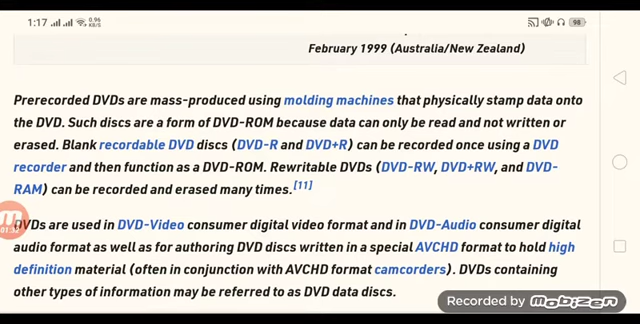 1:17 0.96 KB/S 98
February 1999 (Australia/New Zealand)
Prerecorded DVDs are mass-produced using molding machines that physically stamp data onto
the DVD. Such discs are a form of DVD-ROM because data can only be read and not written or
erased. Blank recordable DVD discs (DVD-R and DVD+R) can be recorded once using a DVD
recorder and then function as a DVD-ROM. Rewritable DVDs (DVD-RW, DVD+RW, and DVD-
RAM) can be recorded and erased many times.[11]
DVDs are used in DVD-Video consumer digital video format and in DVD-Audio consumer digital
audio format as well as for authoring DVD discs written in a special AVCHD format to hold high
definition material (often in conjunction with AVCHD format camcorders). DVDs containing
other types of information may be referred to as DVD data discs.
Recorded by Mobizen